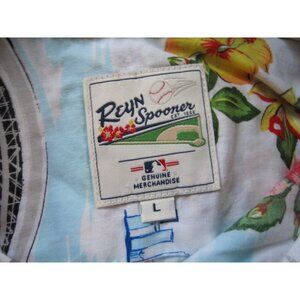 REYN
Spooner
EST. 1956
GENUINE
MERCHANDISE
L